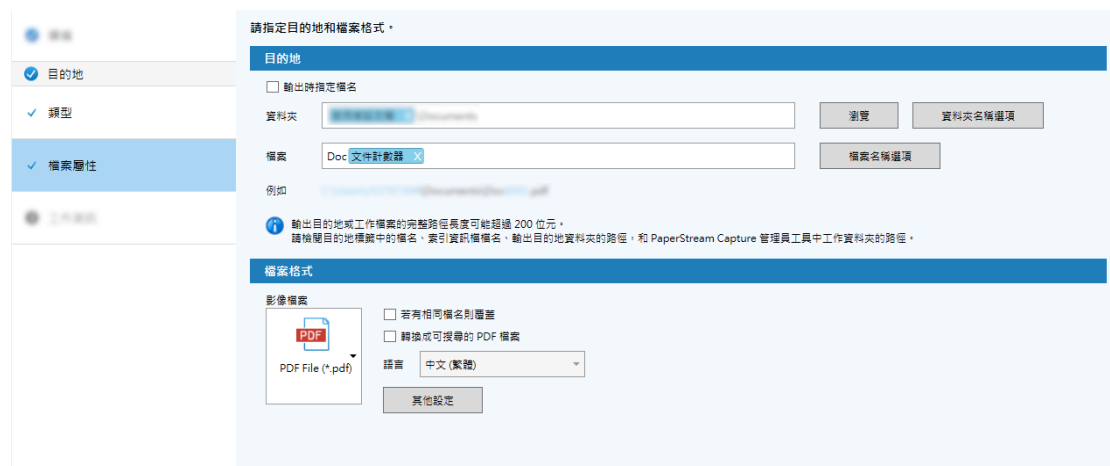 請指定目的地和檔案格式。
目的地
目的地
輸出時指定檔名
類型
資料夾
瀏覽
資料夾名稱選項
檔案屬性
檔案
Doc 文件計數器 X
檔案名稱選項
例如
輸出目的地或工作檔案的完整路徑長度可能超過 200 位元。
請檢閱目的地標籤中的檔名、索引資訊檔檔名、輸出目的地資料夾的路徑，和 PaperStream Capture 管理員工具中工作資料夾的路徑。
檔案格式
影像檔案
PDF
PDF File (*.pdf)
若有相同檔名則覆蓋
轉換成可搜尋的 PDF 檔案
語言
中文 (繁體)
其他設定